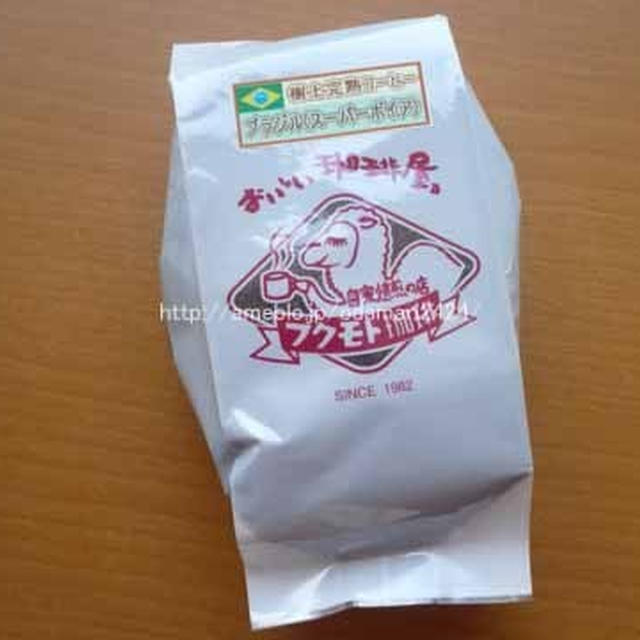 樹上完熟コーヒー
ブラジル(スーパーボイア)
おいしい珈琲屋。
自家焙煎の店
フクモト珈琲
http://ameblo.jp/odaman2124/
SINCE 1982